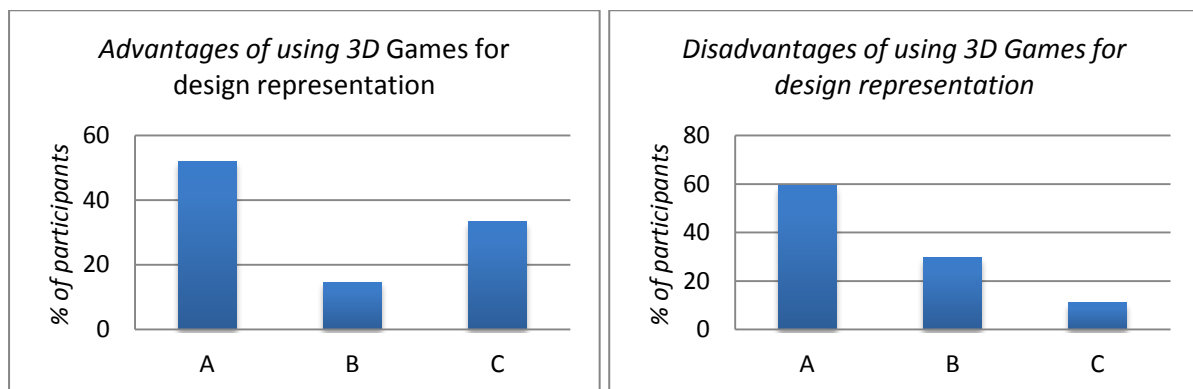 Advantages of using 3D Games for
design representation
% of participants
60
40
20
0
A B C
Disadvantages of using 3D Games for
design representation
% of participants
80
60
40
20
0
A B C